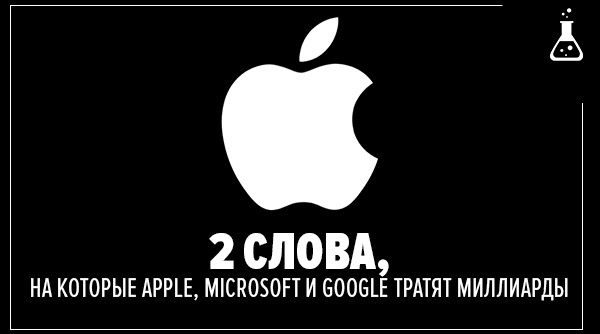 2 СЛОВА,
НА КОТОРЫЕ APPLE, MICROSOFT И GOOGLE ТРАТЯТ МИЛЛИАРДЫ